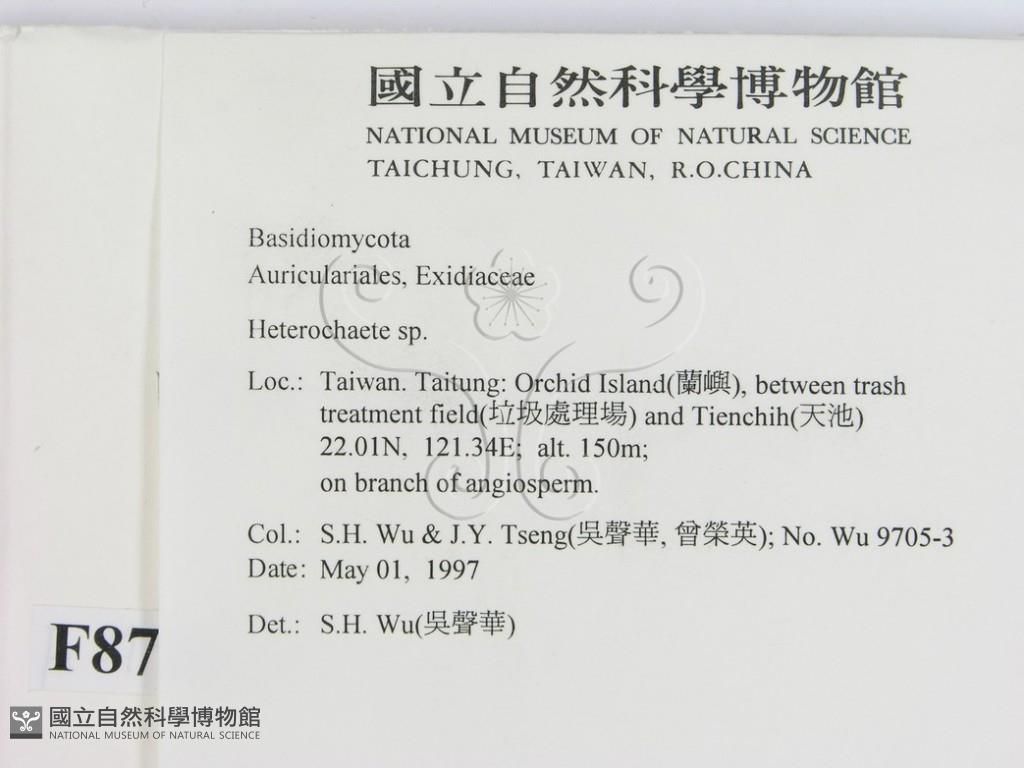 國立自然科學博物館
NATIONAL MUSEUM OF NATURAL SCIENCE
TAICHUNG, TAIWAN, R.O.CHINA
Basidiomycota
Auriculariales, Exidiaceae
Heterochaete sp.
Loc.: Taiwan. Taitung: Orchid Island(蘭嶼), between trash
treatment field(垃圾處理場) and Tienchih(天池)
22.01N, 121.34E; alt. 150m;
on branch of angiosperm.
Col.: S.H. Wu & J.Y. Tseng(吳聲華, 曾榮英); No. Wu 9705-3
Date: May 01, 1997
Det.: S.H. Wu(吳聲華)
F87
國立自然科學博物館
NATIONAL MUSEUM OF NATURAL SCIENCE